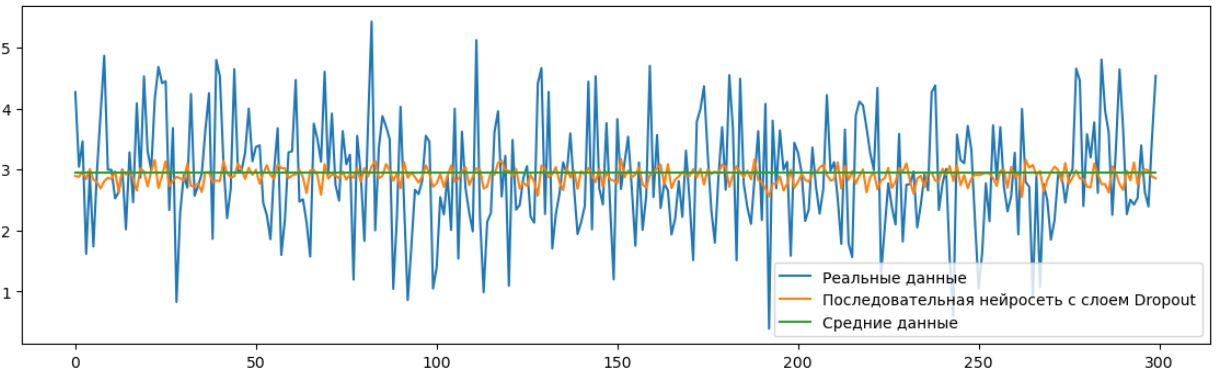 5
4
3
2
1
0 50 100 150 200 250 300
Реальные данные
Последовательная нейросеть с слоем Dropout
Средние данные